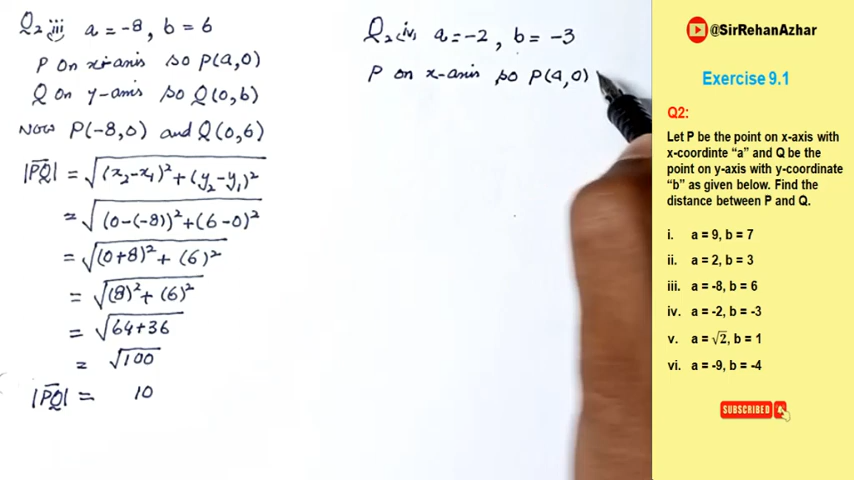 Q2 iii a = -8, b = 6
P on x-axis so P(a,0)
Q on y-axis so Q(0,b)
Now P(-8,0) and Q(0,6)
|PQ| = √((x₂-x₁)²+(y₂-y₁)²)
= √((0-(-8))²+(6-0)²)
= √((0+8)²+(6)²)
= √((8)²+(6)²)
= √(64+36)
= √100
|PQ| = 10
Q2 iv, a = -2, b = -3
P on x-axis so P(a,0)
@SirRehanAzhar
Exercise 9.1
Q2:
Let P be the point on x-axis with
x-coordinte “a” and Q be the
point on y-axis with y-coordinate
“b” as given below. Find the
distance between P and Q.
i. a = 9, b = 7
ii. a = 2, b = 3
iii. a = -8, b = 6
iv. a = -2, b = -3
v. a = √2, b = 1
vi. a = -9, b = -4
SUBSCRIBED